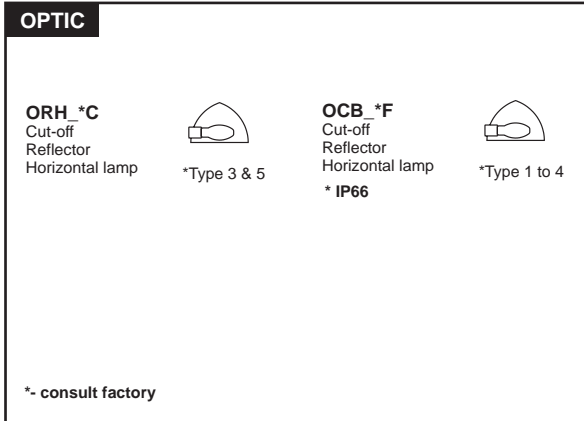 OPTIC
ORH_*C
Cut-off
Reflector
Horizontal lamp
*Type 3 & 5
OCB_*F
Cut-off
Reflector
Horizontal lamp
* IP66
*Type 1 to 4
*- consult factory